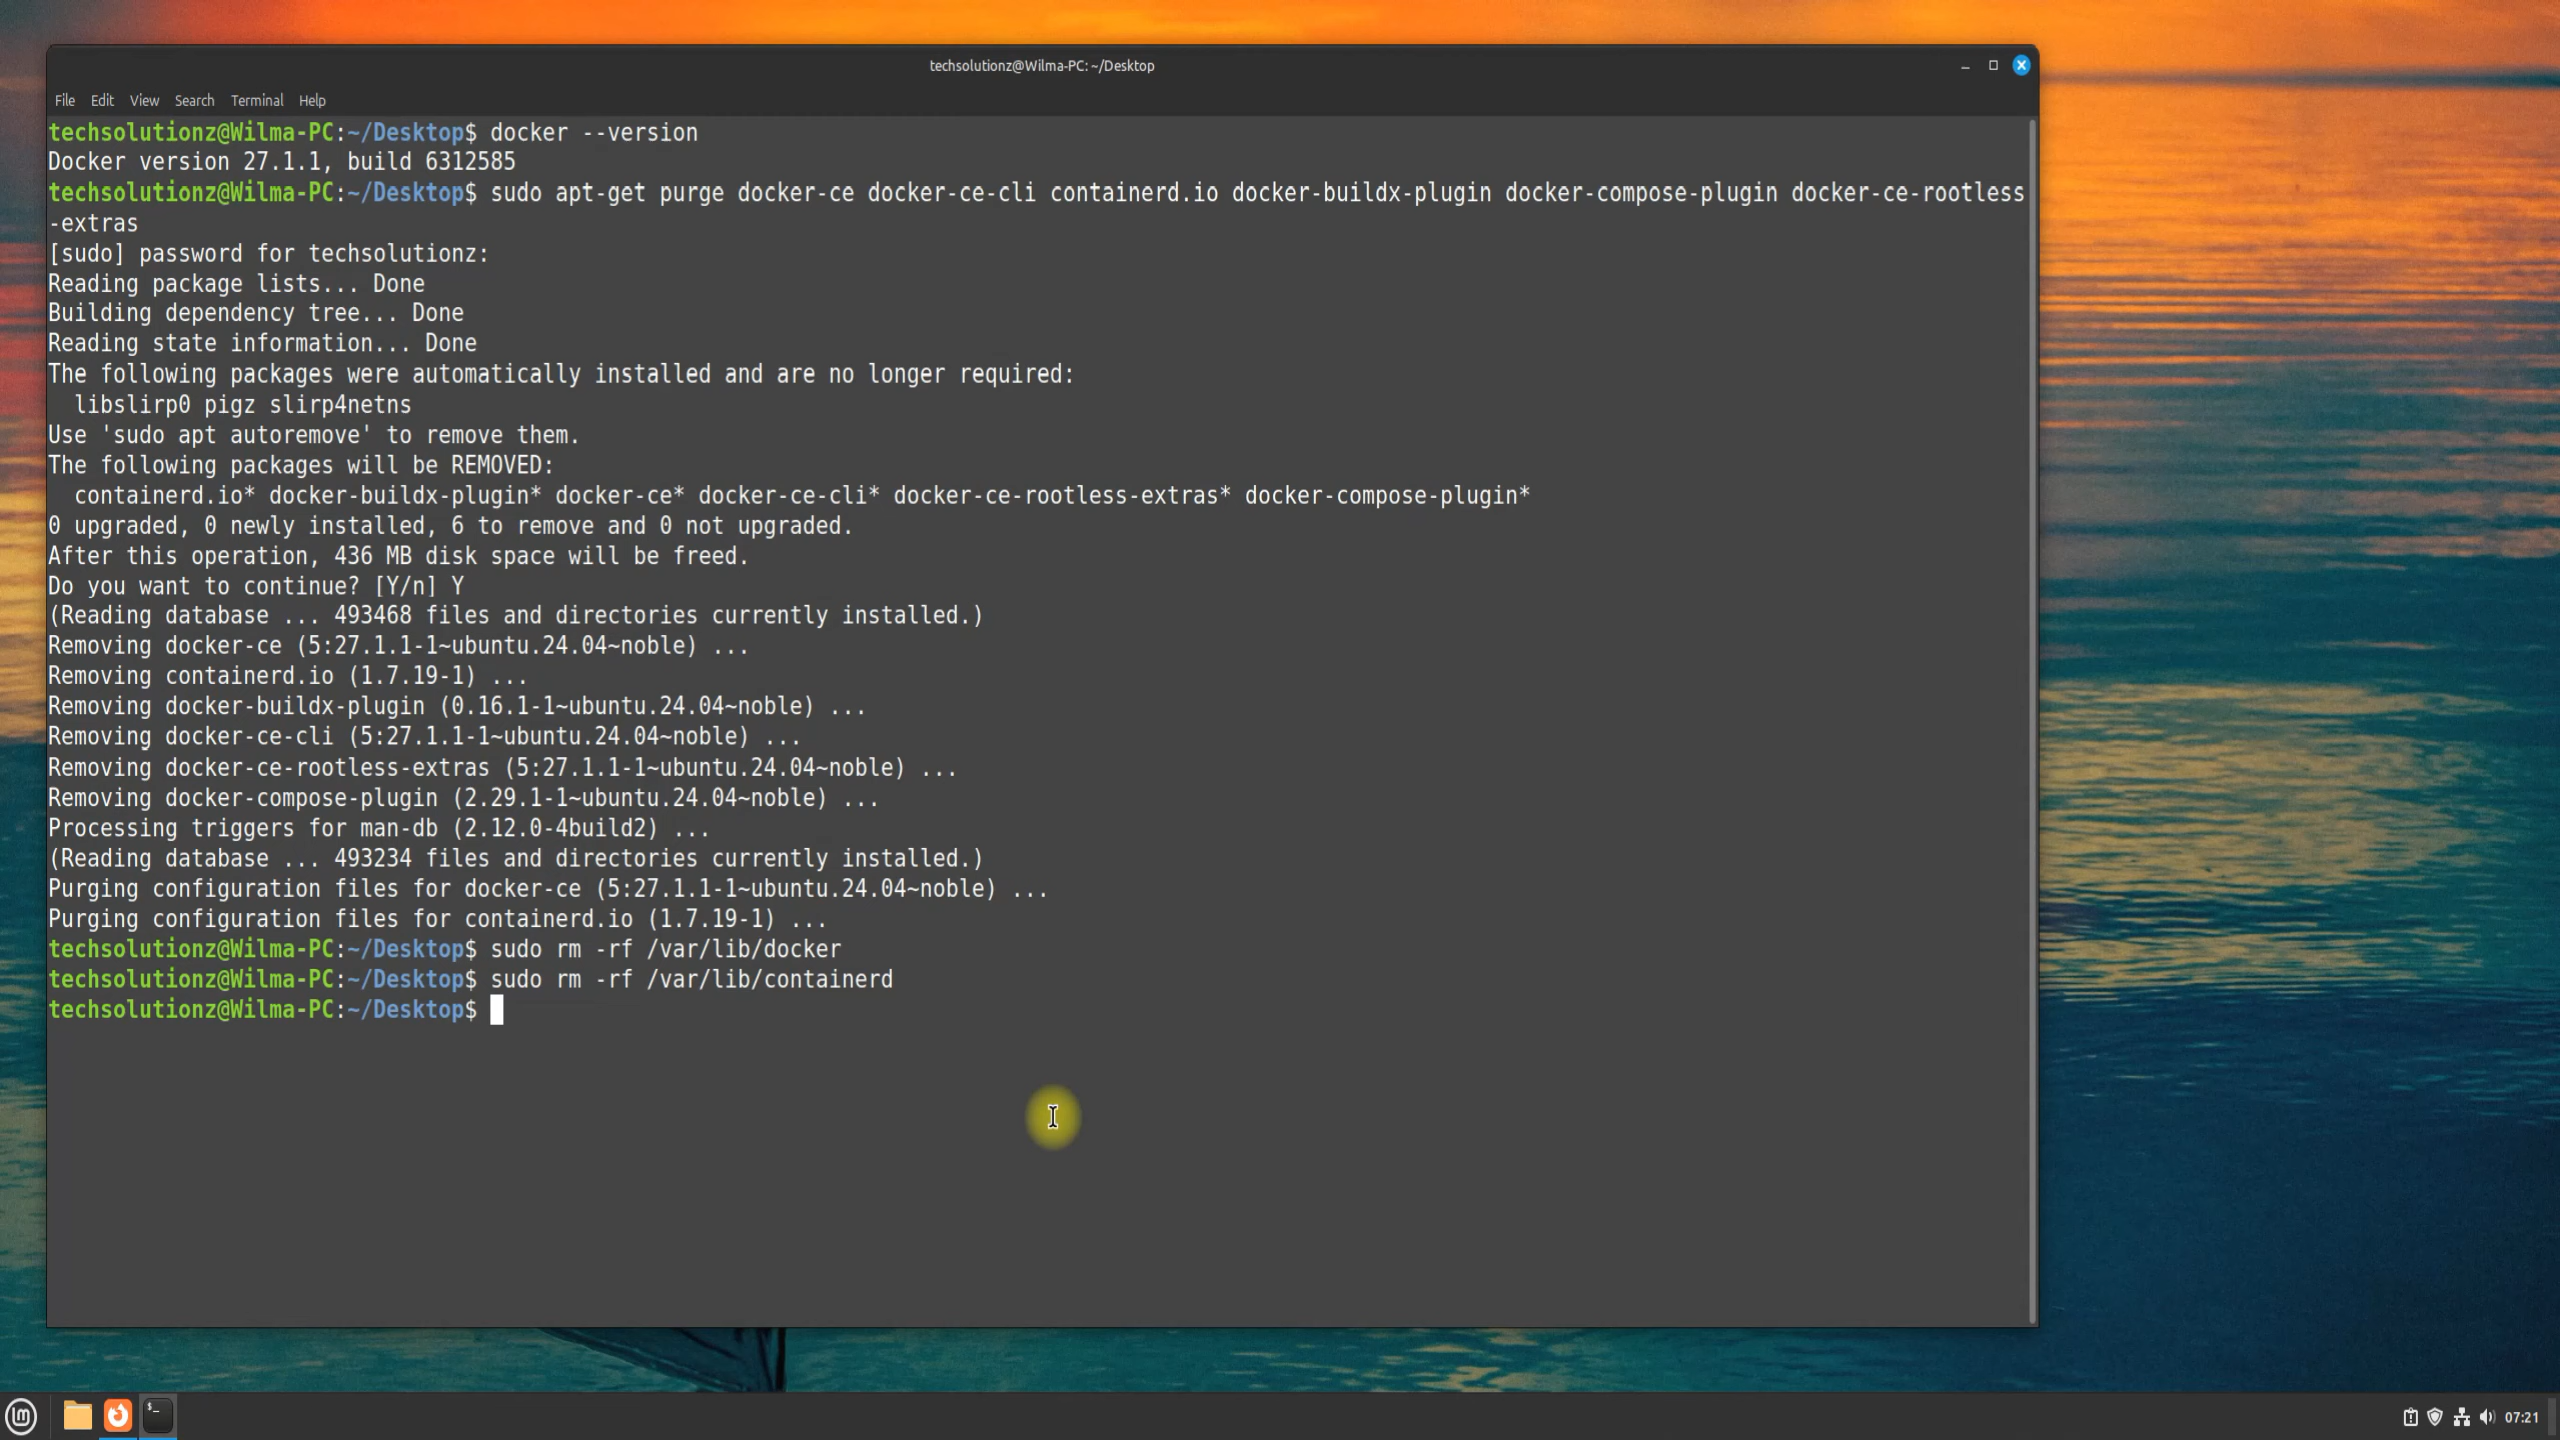 techsolutionz@Wilma-PC: ~/Desktop
File Edit View Search Terminal Help
techsolutionz@Wilma-PC:~/Desktop$ docker --version
Docker version 27.1.1, build 6312585
techsolutionz@Wilma-PC:~/Desktop$ sudo apt-get purge docker-ce docker-ce-cli containerd.io docker-buildx-plugin docker-compose-plugin docker-ce-rootless
-extras
[sudo] password for techsolutionz:
Reading package lists... Done
Building dependency tree... Done
Reading state information... Done
The following packages were automatically installed and are no longer required:
  libslirp0 pigz slirp4netns
Use 'sudo apt autoremove' to remove them.
The following packages will be REMOVED:
  containerd.io* docker-buildx-plugin* docker-ce* docker-ce-cli* docker-ce-rootless-extras* docker-compose-plugin*
0 upgraded, 0 newly installed, 6 to remove and 0 not upgraded.
After this operation, 436 MB disk space will be freed.
Do you want to continue? [Y/n] Y
(Reading database ... 493468 files and directories currently installed.)
Removing docker-ce (5:27.1.1-1~ubuntu.24.04~noble) ...
Removing containerd.io (1.7.19-1) ...
Removing docker-buildx-plugin (0.16.1-1~ubuntu.24.04~noble) ...
Removing docker-ce-cli (5:27.1.1-1~ubuntu.24.04~noble) ...
Removing docker-ce-rootless-extras (5:27.1.1-1~ubuntu.24.04~noble) ...
Removing docker-compose-plugin (2.29.1-1~ubuntu.24.04~noble) ...
Processing triggers for man-db (2.12.0-4build2) ...
(Reading database ... 493234 files and directories currently installed.)
Purging configuration files for docker-ce (5:27.1.1-1~ubuntu.24.04~noble) ...
Purging configuration files for containerd.io (1.7.19-1) ...
techsolutionz@Wilma-PC:~/Desktop$ sudo rm -rf /var/lib/docker
techsolutionz@Wilma-PC:~/Desktop$ sudo rm -rf /var/lib/containerd
techsolutionz@Wilma-PC:~/Desktop$
07:21